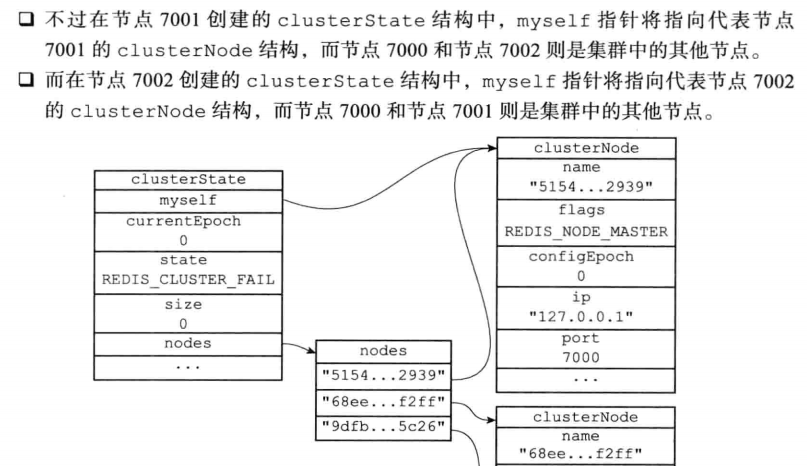 不过在节点 7001 创建的 clusterState 结构中，myself 指针将指向代表节点
7001 的 clusterNode 结构，而节点 7000 和节点 7002 则是集群中的其他节点。
而在节点 7002 创建的 clusterState 结构中，myself 指针将指向代表节点 7002
的 clusterNode 结构，而节点 7000 和节点 7001 则是集群中的其他节点。
clusterState
myself
currentEpoch
0
state
REDIS_CLUSTER_FAIL
size
0
nodes
...
nodes
"5154...2939"
"68ee...f2ff"
"9dfb...5c26"
clusterNode
name
"5154...2939"
flags
REDIS_NODE_MASTER
configEpoch
0
ip
"127.0.0.1"
port
7000
...
clusterNode
name
"68ee...f2ff"